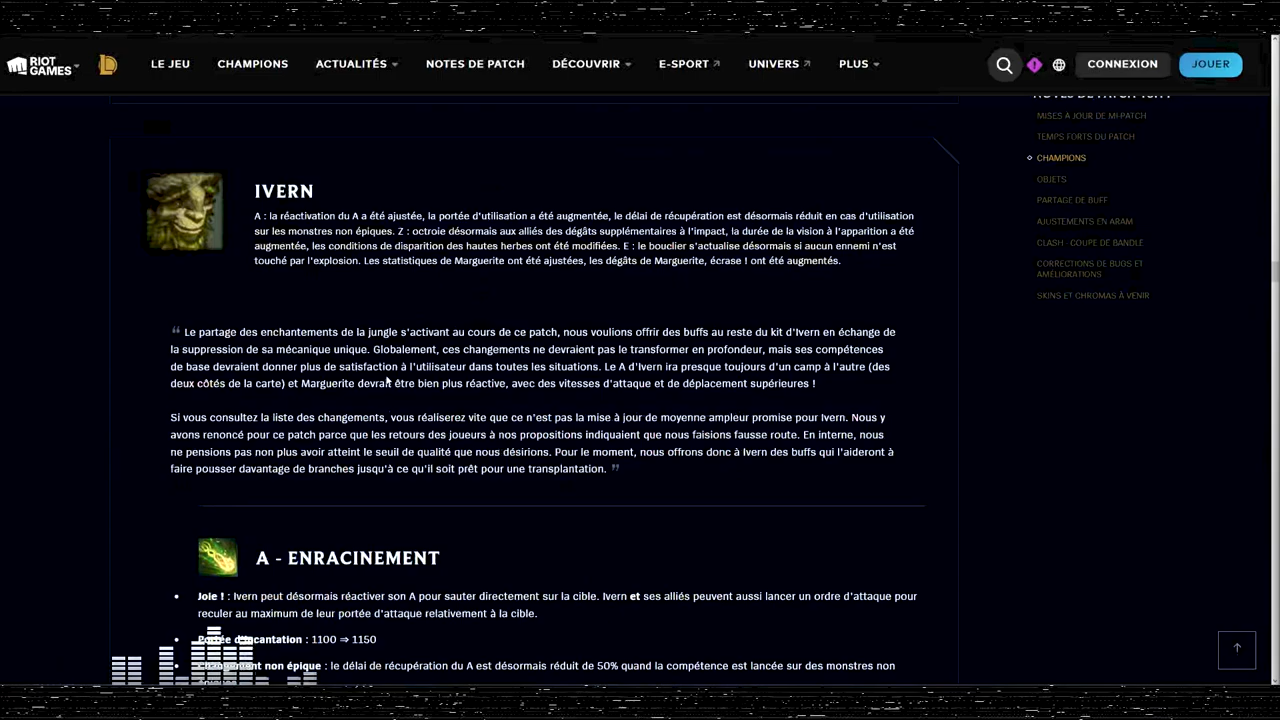 RIOT GAMES
LE JEU
CHAMPIONS
ACTUALITÉS
NOTES DE PATCH
DÉCOUVRIR
E-SPORT
UNIVERS
PLUS
CONNEXION
JOUER
IVERN
A : la réactivation du A a été ajustée, la portée d'utilisation a été augmentée, le délai de récupération est désormais réduit en cas d'utilisation
sur les monstres non épiques. Z : octroie désormais aux alliés des dégâts supplémentaires à l'impact, la durée de la vision à l'apparition a été
augmentée, les conditions de disparition des hautes herbes ont été modifiées. E : le bouclier s'actualise désormais si aucun ennemi n'est
touché par l'explosion. Les statistiques de Marguerite ont été ajustées, les dégâts de Marguerite, écrase ! ont été augmentés.
“ Le partage des enchantements de la jungle s'activant au cours de ce patch, nous voulions offrir des buffs au reste du kit d'Ivern en échange de
la suppression de sa mécanique unique. Globalement, ces changements ne devraient pas le transformer en profondeur, mais ses compétences
de base devraient donner plus de satisfaction à l'utilisateur dans toutes les situations. Le A d'Ivern ira presque toujours d'un camp à l'autre (des
deux côtés de la carte) et Marguerite devrait être bien plus réactive, avec des vitesses d'attaque et de déplacement supérieures !
Si vous consultez la liste des changements, vous réaliserez vite que ce n'est pas la mise à jour de moyenne ampleur promise pour Ivern. Nous y
avons renoncé pour ce patch parce que les retours des joueurs à nos propositions indiquaient que nous faisions fausse route. En interne, nous
ne pensions pas non plus avoir atteint le seuil de qualité que nous désirions. Pour le moment, nous offrons donc à Ivern des buffs qui l'aideront à
faire pousser davantage de branches jusqu'à ce qu'il soit prêt pour une transplantation. ”
A - ENRACINEMENT
• Joie ! : Ivern peut désormais réactiver son A pour sauter directement sur la cible. Ivern et ses alliés peuvent aussi lancer un ordre d'attaque pour
reculer au maximum de leur portée d'attaque relativement à la cible.
• Portée d'incantation : 1100 ⇒ 1150
• Changement non épique : le délai de récupération du A est désormais réduit de 50% quand la compétence est lancée sur des monstres non
MISES À JOUR DE MI-PATCH
TEMPS FORTS DU PATCH
CHAMPIONS
OBJETS
PARTAGE DE BUFF
AJUSTEMENTS EN ARAM
CLASH - COUPE DE BANDLE
CORRECTIONS DE BUGS ET
AMÉLIORATIONS
SKINS ET CHROMAS À VENIR